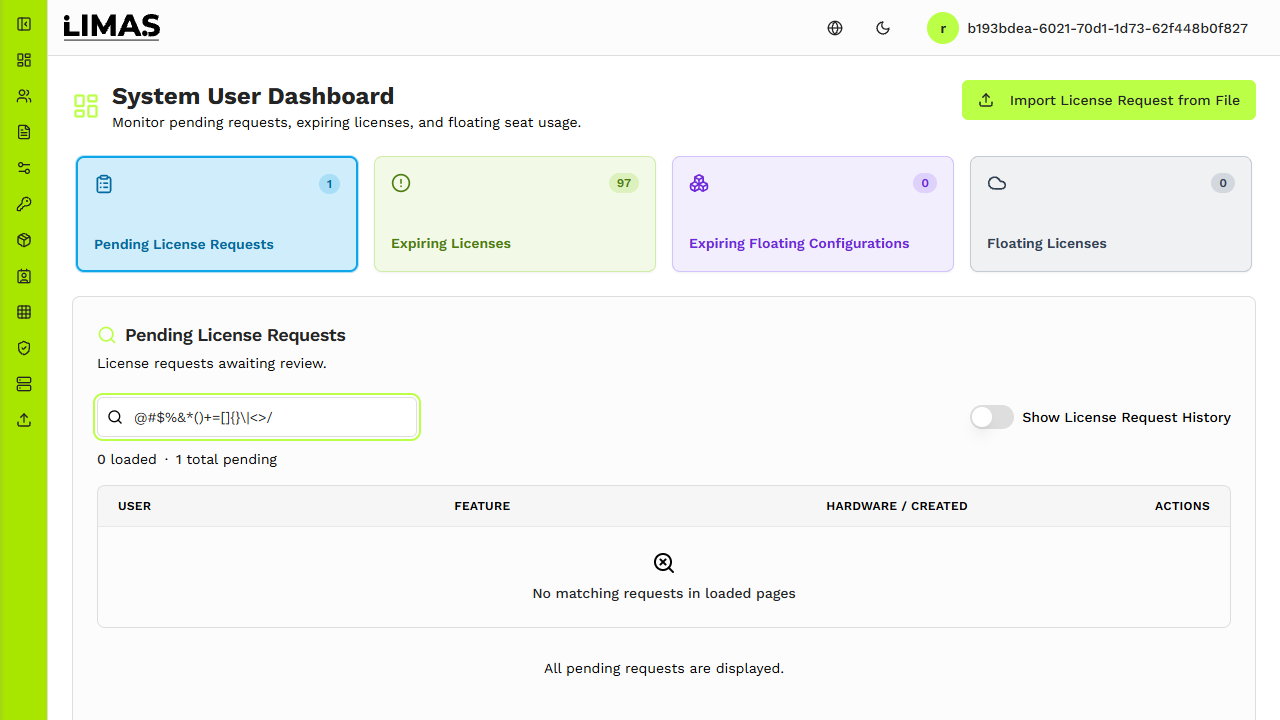 LIMAS
r
b193bdea-6021-70d1-1d73-62f448b0f827
System User Dashboard
Monitor pending requests, expiring licenses, and floating seat usage.
Import License Request from File
1
Pending License Requests
97
Expiring Licenses
0
Expiring Floating Configurations
0
Floating Licenses
Pending License Requests
License requests awaiting review.
@#$%&*()+=[]{}\|<>/
Show License Request History
0 loaded · 1 total pending
USER FEATURE HARDWARE / CREATED ACTIONS
No matching requests in loaded pages
All pending requests are displayed.